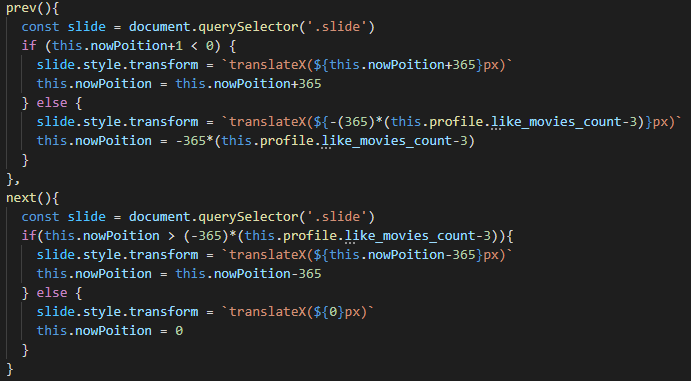 prev(){
const slide = document.querySelector('.slide')
if (this.nowPoition+1 < 0) {
slide.style.transform = `translateX(${this.nowPoition+365}px)`
this.nowPoition = this.nowPoition+365
} else {
slide.style.transform = `translateX(${-(365)*(this.profile.like_movies_count-3)}px)`
this.nowPoition = -365*(this.profile.like_movies_count-3)
}
},
next(){
const slide = document.querySelector('.slide')
if(this.nowPoition > (-365)*(this.profile.like_movies_count-3)){
slide.style.transform = `translateX(${this.nowPoition-365}px)`
this.nowPoition = this.nowPoition-365
} else {
slide.style.transform = `translateX(${0}px)`
this.nowPoition = 0
}
}